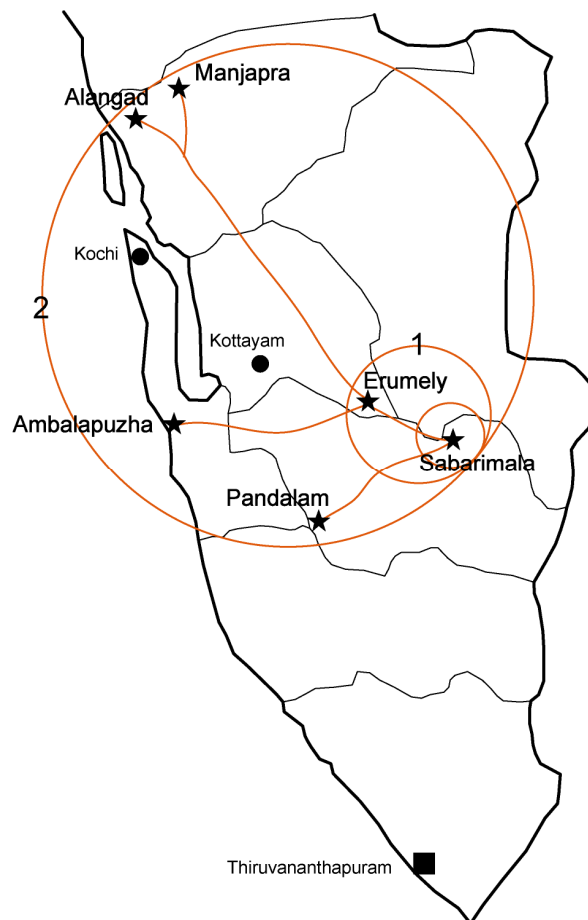 Manjapra
Alangad
Kochi
2
Kottayam
1
Erumely
Ambalapuzha
Sabarimala
Pandalam
Thiruvananthapuram